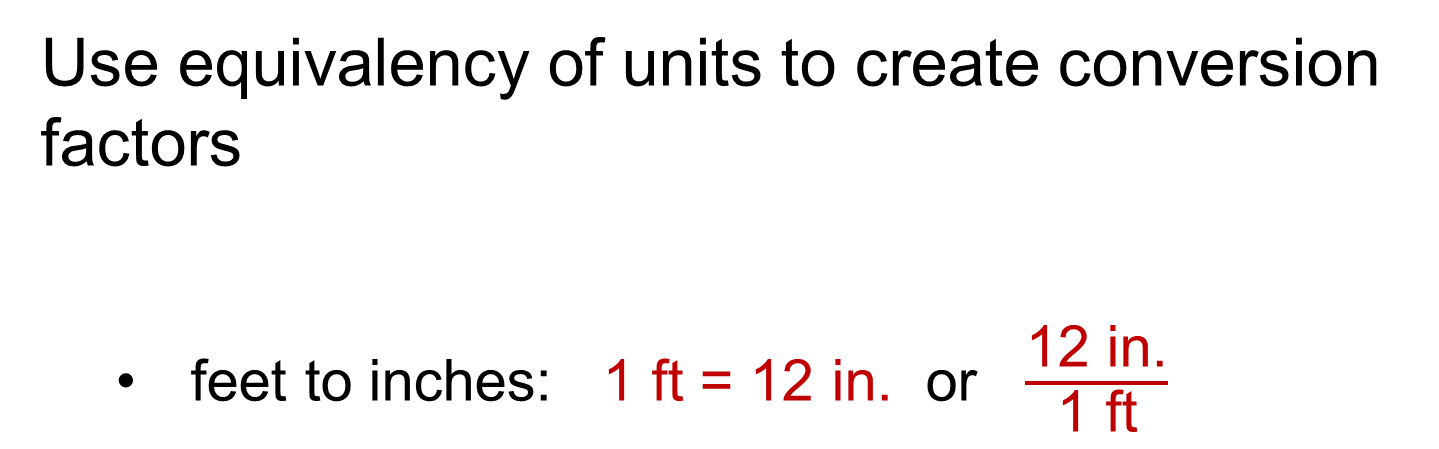 Use equivalency of units to create conversion
factors
• feet to inches: 1 ft = 12 in. or 12 in.
1 ft